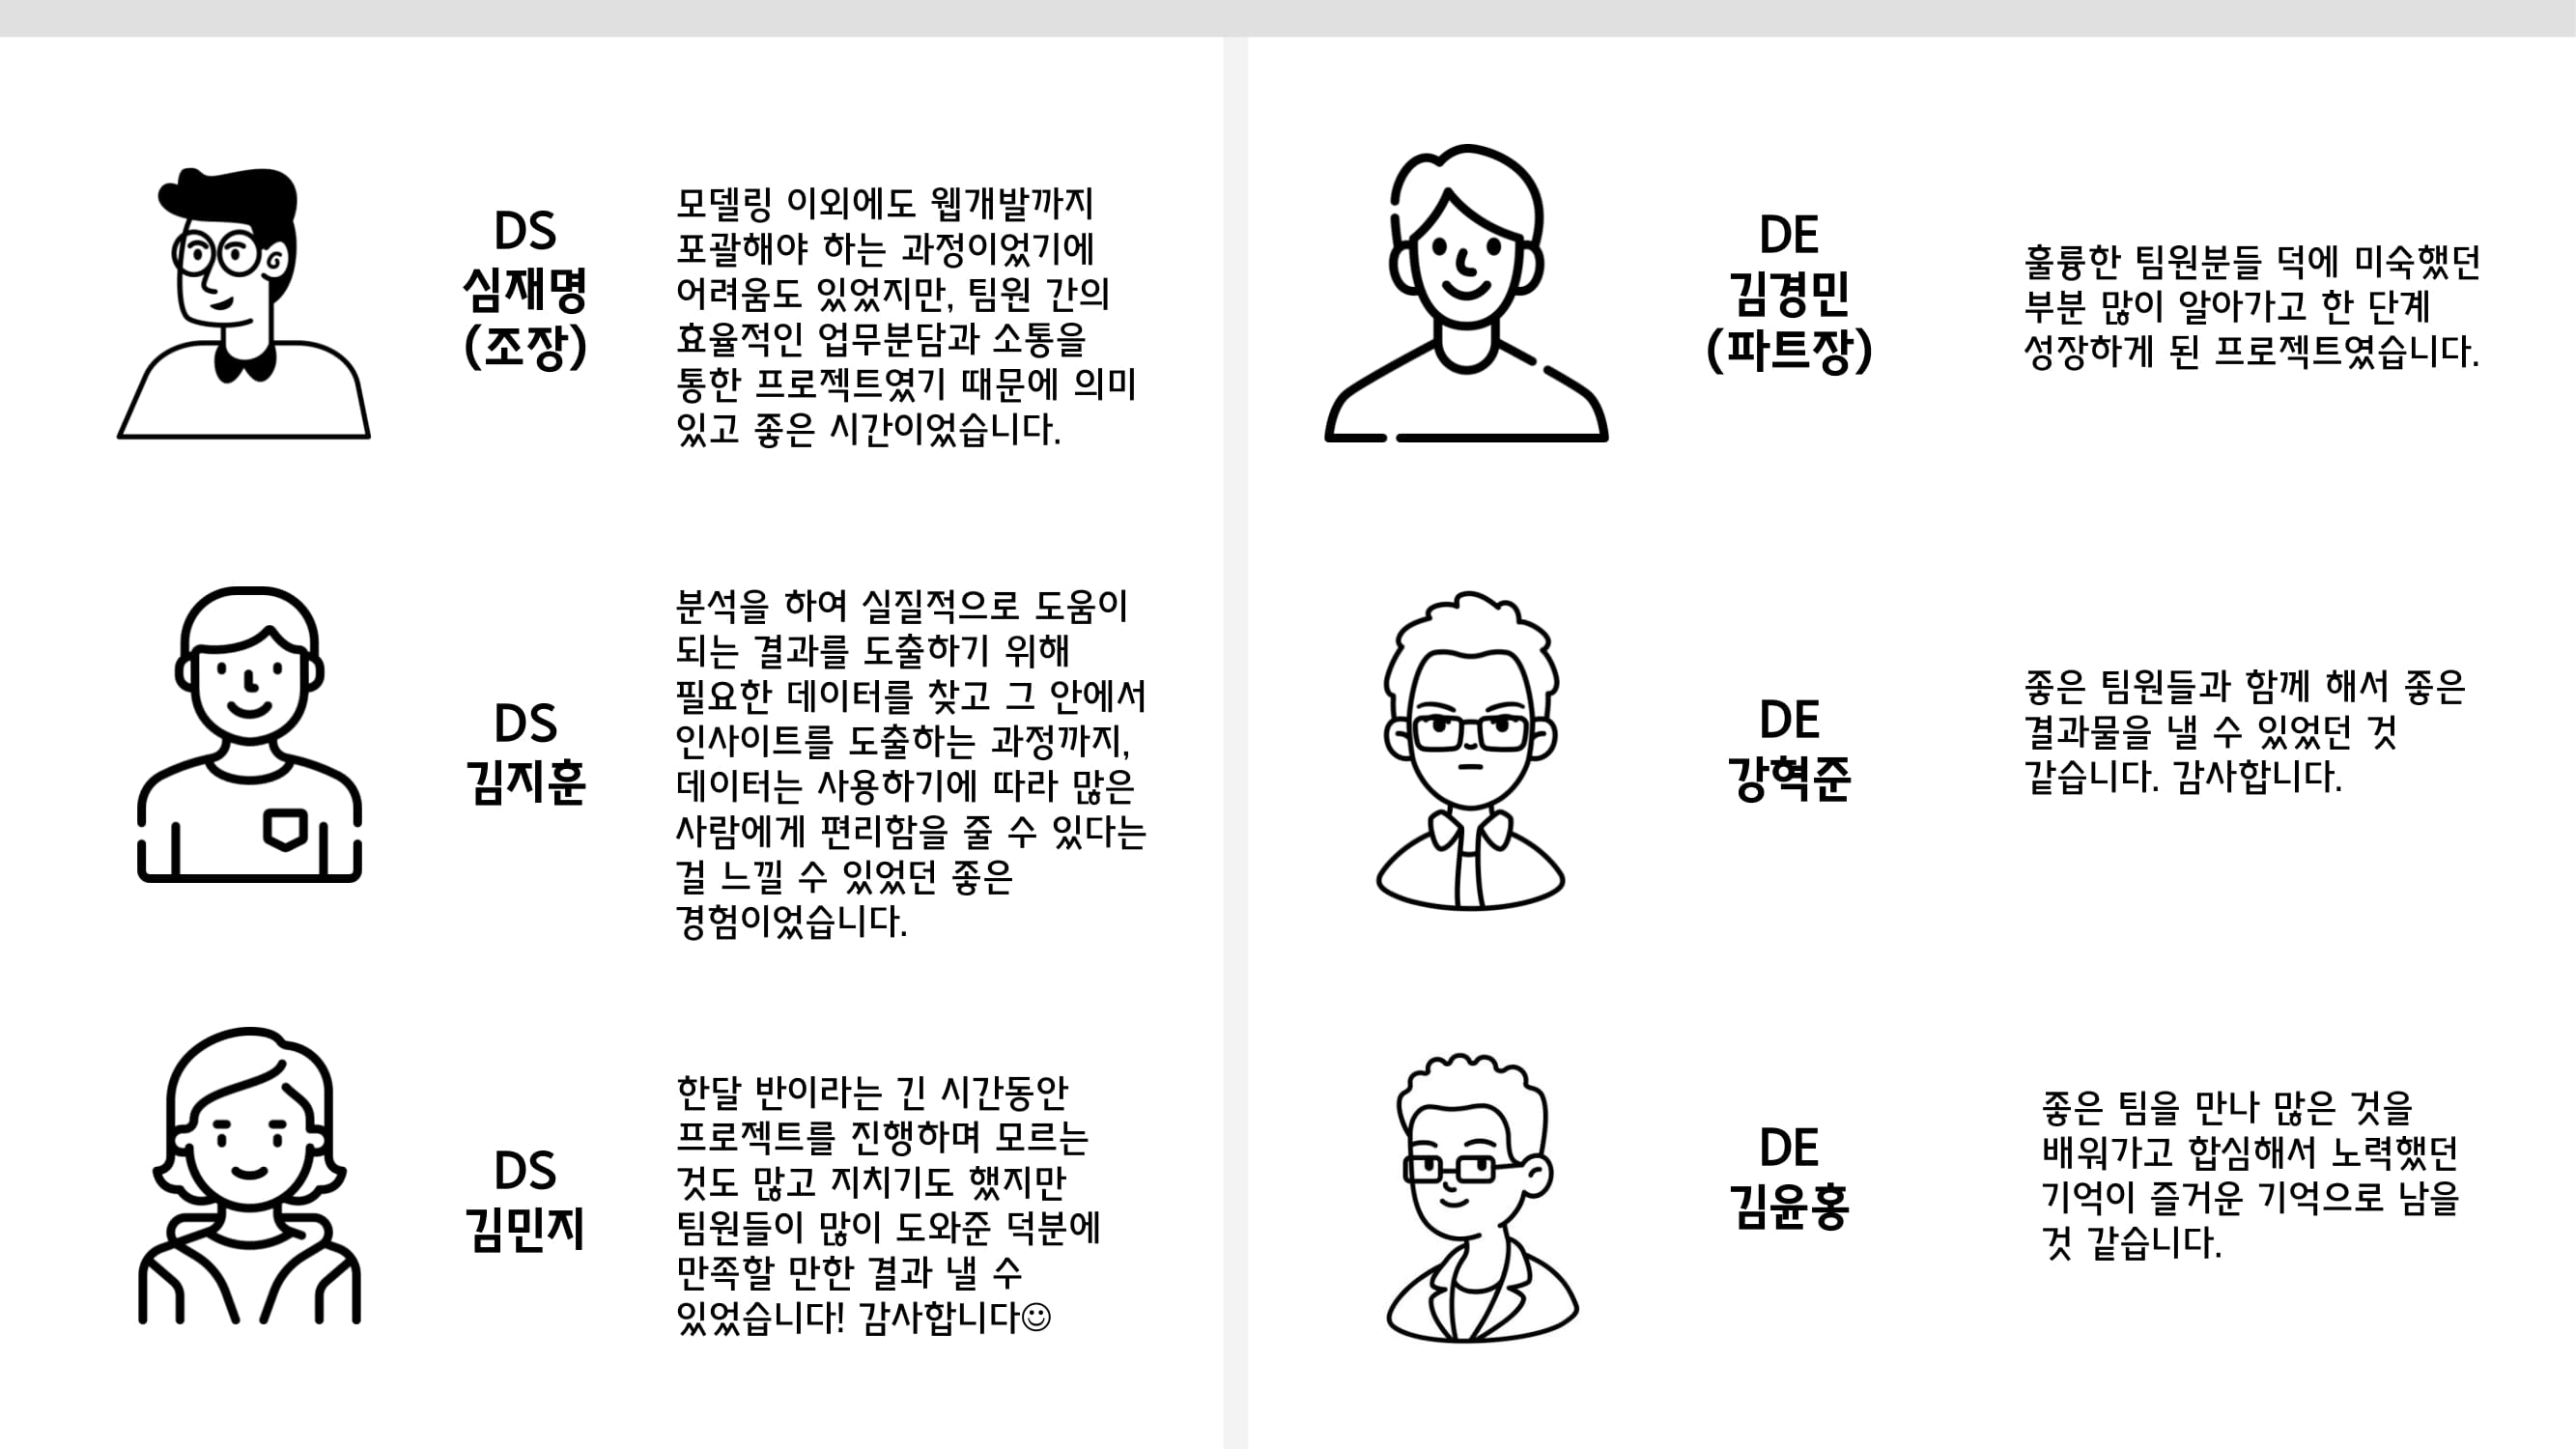 DS
심재명
(조장)
모델링 이외에도 웹개발까지
포괄해야 하는 과정이었기에
어려움도 있었지만, 팀원 간의
효율적인 업무분담과 소통을
통한 프로젝트였기 때문에 의미
있고 좋은 시간이었습니다.
DS
김지훈
분석을 하여 실질적으로 도움이
되는 결과를 도출하기 위해
필요한 데이터를 찾고 그 안에서
인사이트를 도출하는 과정까지,
데이터는 사용하기에 따라 많은
사람에게 편리함을 줄 수 있다는
걸 느낄 수 있었던 좋은
경험이었습니다.
DS
김민지
한달 반이라는 긴 시간동안
프로젝트를 진행하며 모르는
것도 많고 지치기도 했지만
팀원들이 많이 도와준 덕분에
만족할 만한 결과 낼 수
있었습니다! 감사합니다☺
DE
김경민
(파트장)
훌륭한 팀원분들 덕에 미숙했던
부분 많이 알아가고 한 단계
성장하게 된 프로젝트였습니다.
DE
강혁준
좋은 팀원들과 함께 해서 좋은
결과물을 낼 수 있었던 것
같습니다. 감사합니다.
DE
김윤홍
좋은 팀을 만나 많은 것을
배워가고 합심해서 노력했던
기억이 즐거운 기억으로 남을
것 같습니다.